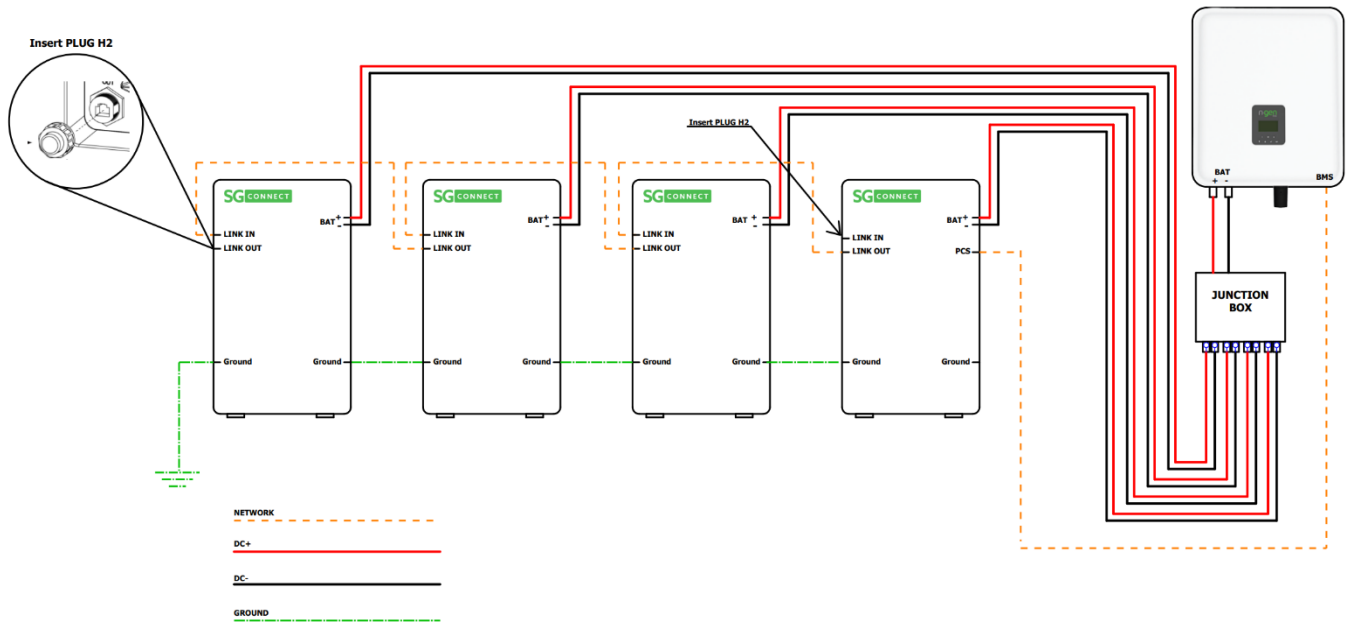 Insert PLUG H2
OUT
Insert PLUG H2
BAT
+ -
BMS
SG CONNECT
BAT + -
LINK IN
LINK OUT
Ground
Ground
SG CONNECT
BAT + -
LINK IN
LINK OUT
Ground
Ground
SG CONNECT
BAT + -
LINK IN
LINK OUT
Ground
Ground
SG CONNECT
BAT + -
LINK IN
LINK OUT
PCS
Ground
Ground
JUNCTION
BOX
NETWORK
DC+
DC-
GROUND